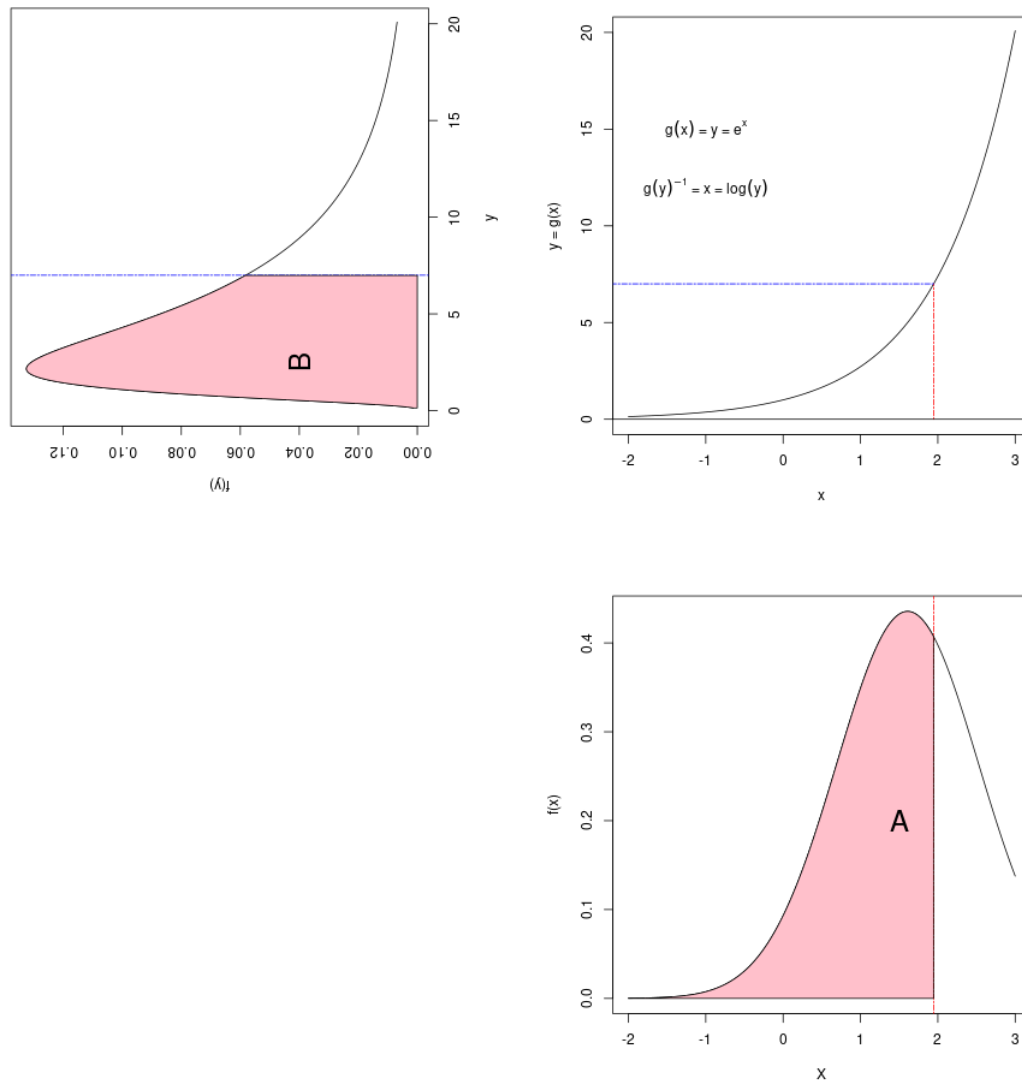 20
15
10
5
0
y
B
0.12
0.10
0.08
0.06
0.04
0.02
0.00
f(y)
20
15
10
5
0
y = g(x)
g(x) = y = e^x
g(y)^−1 = x = log(y)
-2 -1 0 1 2 3
x
0.4
0.3
0.2
0.1
0.0
f(x)
A
-2 -1 0 1 2 3
X